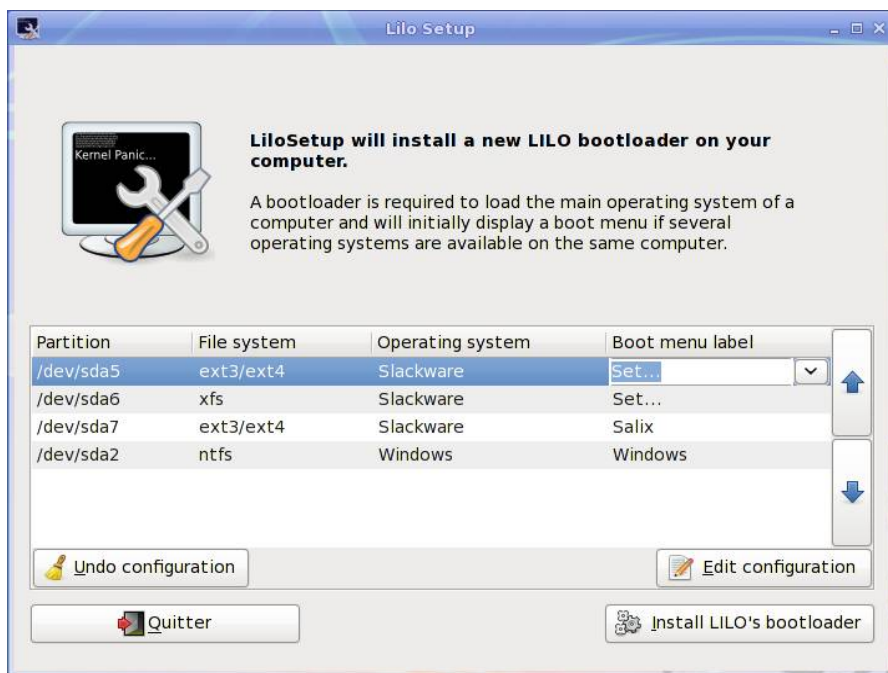 Lilo Setup
Kernel Panic...
LiloSetup will install a new LILO bootloader on your
computer.
A bootloader is required to load the main operating system of a
computer and will initially display a boot menu if several
operating systems are available on the same computer.
Partition File system Operating system Boot menu label
/dev/sda5 ext3/ext4 Slackware Set...
/dev/sda6 xfs Slackware Set...
/dev/sda7 ext3/ext4 Slackware Salix
/dev/sda2 ntfs Windows Windows
Undo configuration Edit configuration
Quitter Install LILO's bootloader